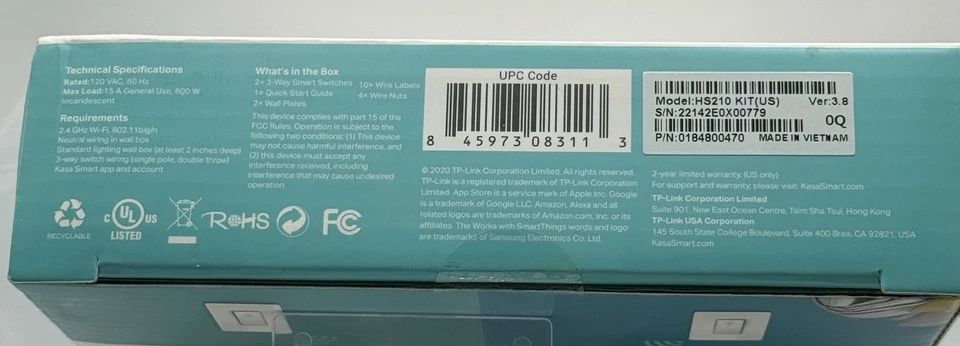 Technical Specifications
Rated:120 VAC, 60 Hz
Max Load:15 A General Use, 600 W
Incandescent
Requirements
2.4 GHz Wi-Fi, 802.11b/g/n
Neutral wiring in wall box
Standard lighting wall box (at least 2 inches deep)
3-way switch wiring (single pole, double throw)
Kasa Smart app and account
RECYCLABLE
C UL US
LISTED
RoHS
FC
What's in the Box
2× 3-Way Smart Switches
1× Quick Start Guide
2× Wall Plates
10× Wire Labels
4× Wire Nuts
This device complies with part 15 of the
FCC Rules. Operation is subject to the
following two conditions: (1) This device
may not cause harmful interference, and
(2) this device must accept any
interference received, including
interference that may cause undesired
operation.
UPC Code
8 45973 08311 3
© 2020 TP-Link Corporation Limited. All rights reserved.
TP-Link is a registered trademark of TP-Link Corporation
Limited. App Store is a service mark of Apple Inc. Google
is a trademark of Google LLC. Amazon, Alexa and all
related logos are trademarks of Amazon.com, Inc. or its
affiliates. The Works with SmartThings words and logo
are trademarks of Samsung Electronics Co. Ltd.
Model:HS210 KIT(US) Ver:3.8
S/N:22142E0X00779
0Q
P/N:0184800470 MADE IN VIETNAM
2-year limited warranty. (US only)
For support and warranty, please visit: KasaSmart.com
TP-Link Corporation Limited
Suite 901, New East Ocean Centre, Tsim Sha Tsui, Hong Kong
TP-Link USA Corporation
145 South State College Boulevard, Suite 400 Brea, CA 92821, USA
KasaSmart.com